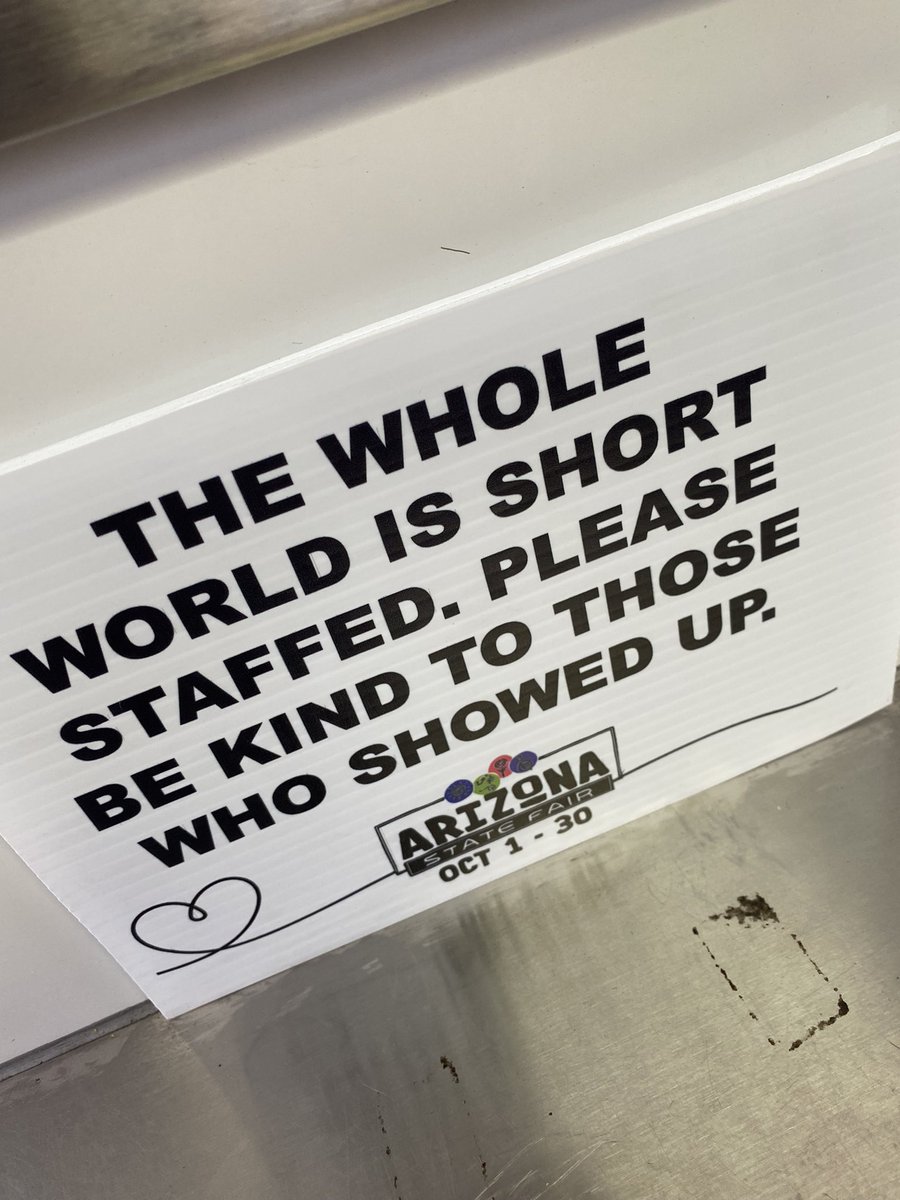 THE WHOLE
WORLD IS SHORT
STAFFED. PLEASE
BE KIND TO THOSE
WHO SHOWED UP.
ARIZONA
STATE FAIR
OCT 1 - 30